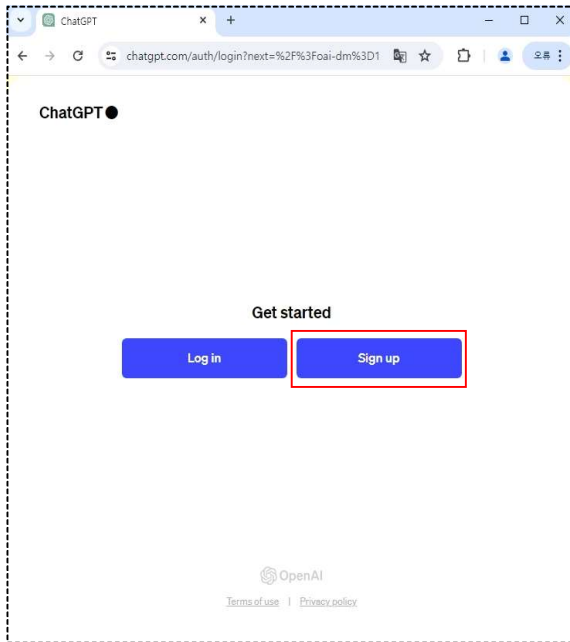 ChatGPT
chatgpt.com/auth/login?next=%2F%3Foai-dm%3D1
오류
ChatGPT
Get started
Log in Sign up
OpenAI
Terms of use | Privacy policy